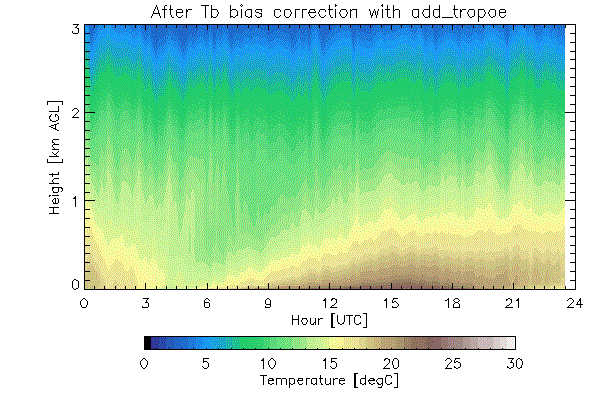 After Tb bias correction with add_tropoe
3
2
1
0
Height [km AGL]
0 3 6 9 12 15 18 21 24
Hour [UTC]
0 5 10 15 20 25 30
Temperature [degC]